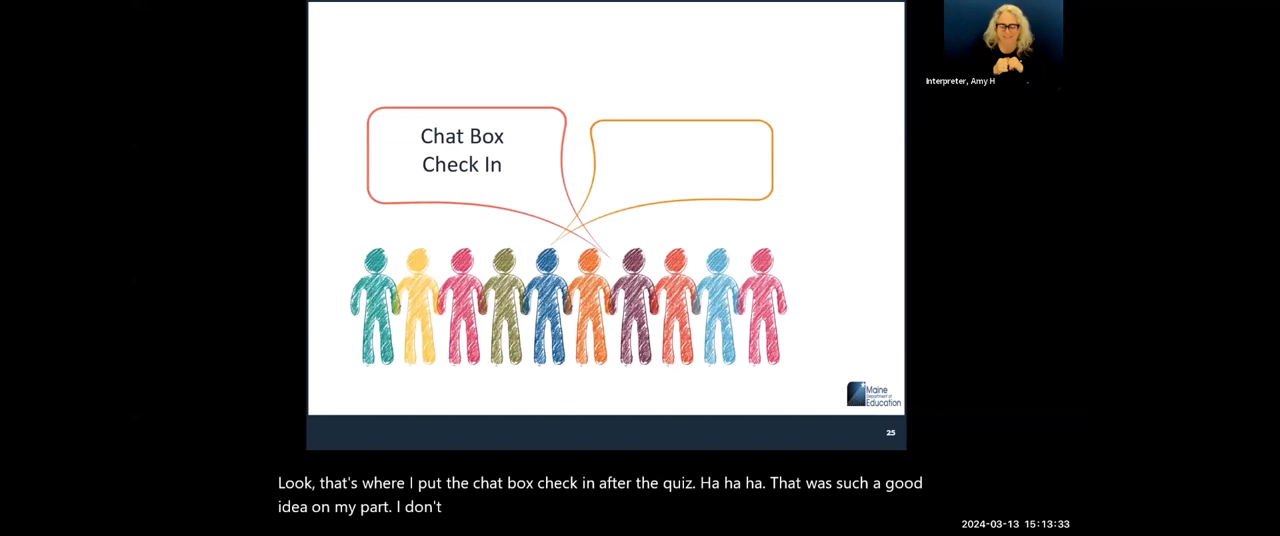 Interpreter, Amy H
Chat Box
Check In
Maine
Department of
Education
25
Look, that's where I put the chat box check in after the quiz. Ha ha ha. That was such a good
idea on my part. I don't
2024-03-13 15:13:33